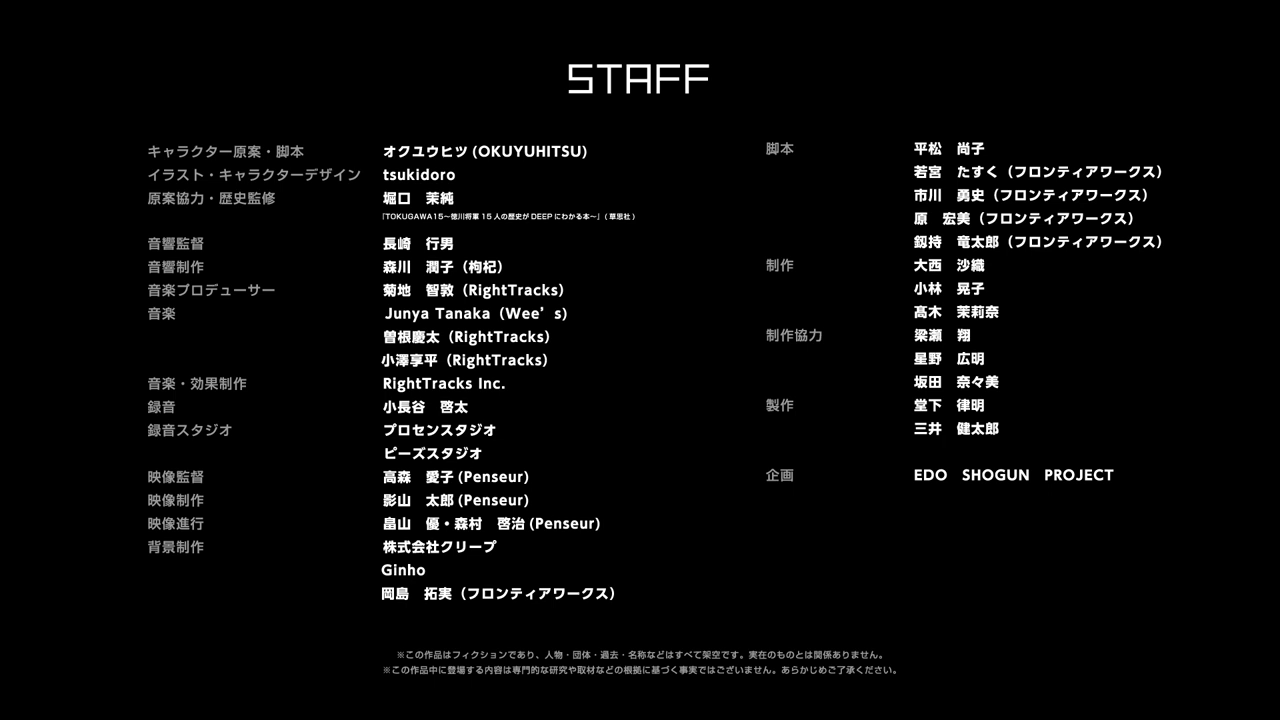 STAFF
キャラクター原案・脚本 オクユウヒツ (OKUYUHITSU)
イラスト・キャラクターデザイン tsukidoro
原案協力・歴史監修 堀口 茉純
「TOKUGAWA15〜徳川将軍 15 人の歴史が DEEP にわかる本〜」( 草思社 )
音響監督 長崎 行男
音響制作 森川 潤子（枸杞）
音楽プロデューサー 菊地 智敦（RightTracks）
音楽 Junya Tanaka（Wee’s）
曽根慶太（RightTracks）
小澤享平（RightTracks）
音楽・効果制作 RightTracks Inc.
録音 小長谷 啓太
録音スタジオ プロセンスタジオ
ピーズスタジオ
映像監督 高森 愛子 (Penseur)
映像制作 影山 太郎 (Penseur)
映像進行 畠山 優・森村 啓治 (Penseur)
背景制作 株式会社クリープ
Ginho
岡島 拓実（フロンティアワークス）
脚本 平松 尚子
若宮 たすく（フロンティアワークス）
市川 勇史（フロンティアワークス）
原 宏美（フロンティアワークス）
釼持 竜太郎（フロンティアワークス）
制作 大西 沙織
小林 晃子
髙木 茉莉奈
制作協力 梁瀬 翔
星野 広明
坂田 奈々美
製作 堂下 律明
三井 健太郎
企画 EDO SHOGUN PROJECT
※この作品はフィクションであり、人物・団体・過去・名称などはすべて架空です。実在のものとは関係ありません。
※この作品中に登場する内容は専門的な研究や取材などの根拠に基づく事実ではございません。あらかじめご了承ください。